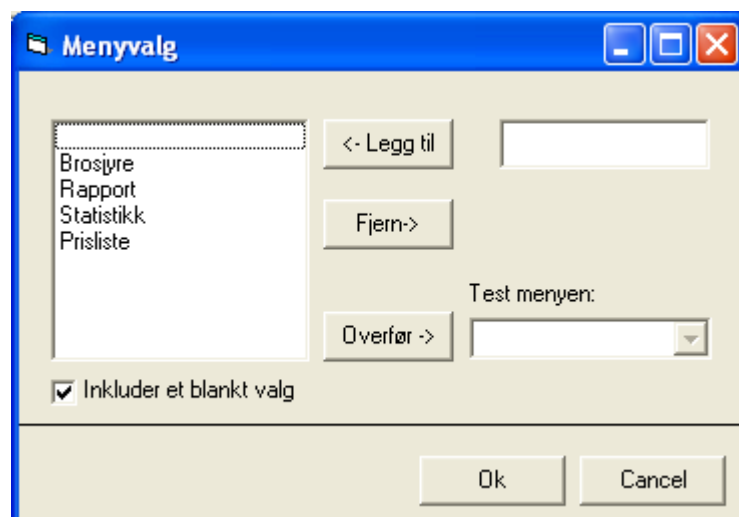 Menyvalg
<- Legg til
Brosjyre
Rapport
Statistikk
Prisliste
Fjern->
Test menyen:
Overfør ->
Inkluder et blankt valg
Ok
Cancel